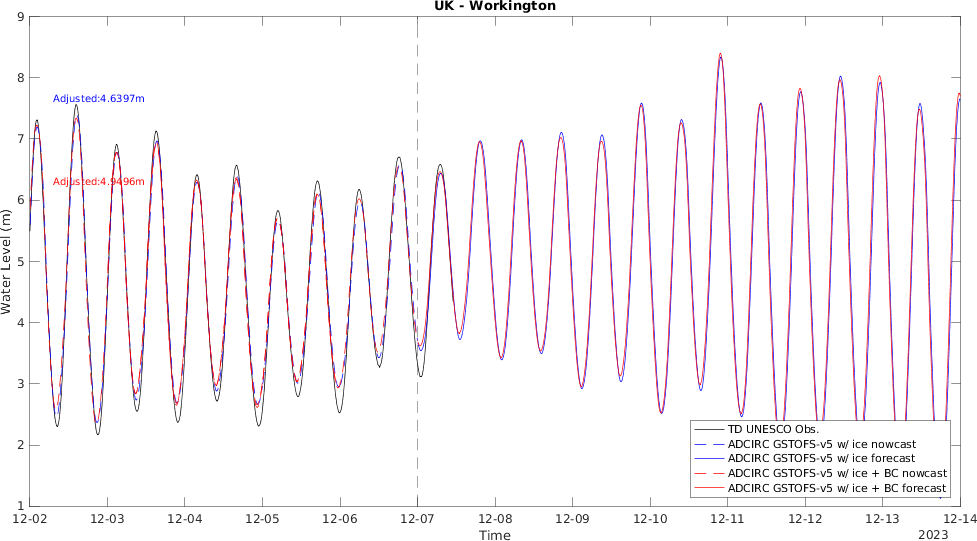 UK - Workington
9
8
7
6
5
4
3
2
1
Water Level (m)
Adjusted:4.6397m
Adjusted:4.9496m
TD UNESCO Obs.
ADCIRC GSTOFS-v5 w/ ice nowcast
ADCIRC GSTOFS-v5 w/ ice forecast
ADCIRC GSTOFS-v5 w/ ice + BC nowcast
ADCIRC GSTOFS-v5 w/ ice + BC forecast
12-02 12-03 12-04 12-05 12-06 12-07 12-08 12-09 12-10 12-11 12-12 12-13 12-14
Time
2023